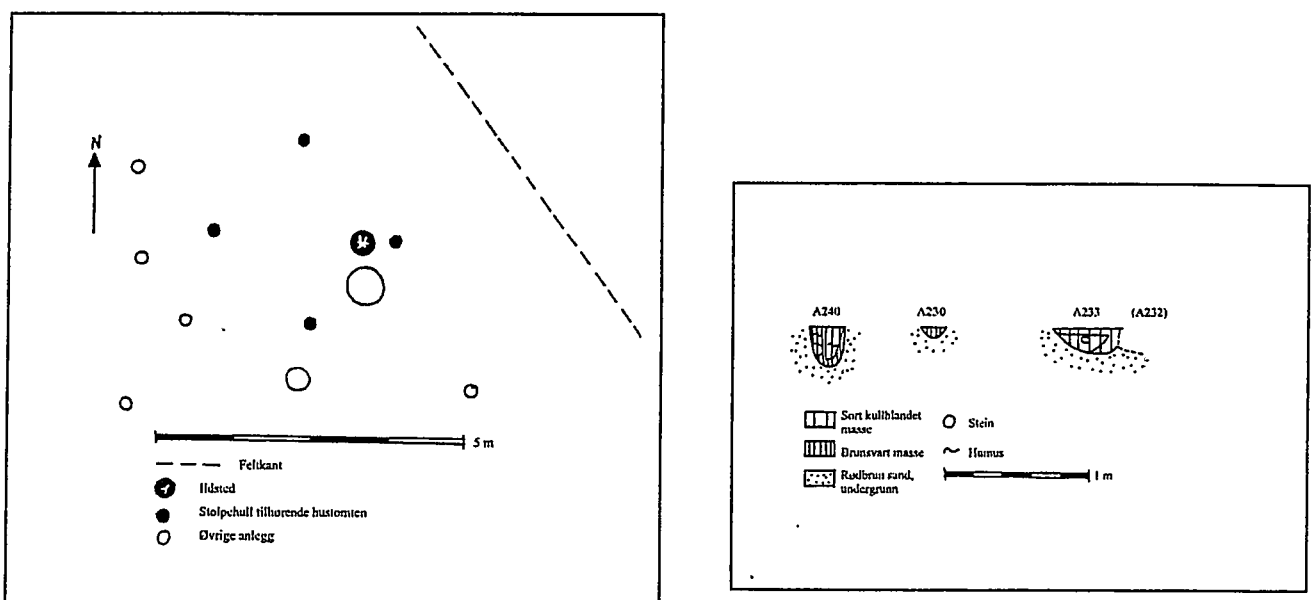 N
5 m
Feltkant
Ildsted
Stolpehull tilhørende hustomten
Øvrige anlegg
A240
A230
A233
(A232)
Sort kullblandet
masse
Brunsvart masse
Rødbrun sand,
undergrunn
Stein
Humus
1 m